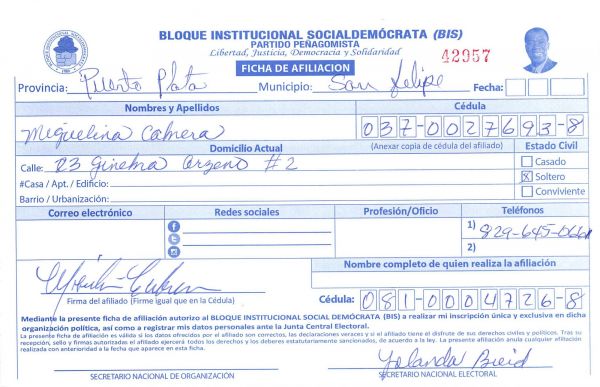 BLOQUE INSTITUCIONAL SOCIALDEMÓCRATA (BIS)
PARTIDO PEÑAGOMISTA
Libertad, Justicia, Democracia y Solidaridad
42957
FICHA DE AFILIACION
Provincia: Puerto Plata Municipio: San Felipe Fecha:
Nombres y Apellidos Cédula
Miguelina Cabrera 037-0027693-8
Domicilio Actual (Anexar copia de cédula del afiliado) Estado Civil
Calle: #2
Casado
#Casa / Apt. / Edificio: X Soltero
Barrio / Urbanización: Conviviente
Correo electrónico Redes sociales Profesión/Oficio Teléfonos
1) 829-645-
2)
Nombre completo de quien realiza la afiliación
Firma del afiliado (Firme igual que en la Cédula)
Cédula: 081-0004726-8
Mediante la presente ficha de afiliación autorizo al BLOQUE INSTITUCIONAL SOCIAL DEMÓCRATA (BIS) a realizar mi inscripción única y exclusiva en dicha
organización política, así como a registrar mis datos personales ante la Junta Central Electoral.
La presente ficha de afiliación es válida si los datos ofrecidos por el afiliado son correctos, las declaraciones veraces y si el afiliado tiene el disfrute de sus derechos civiles y políticos. Tras su
recepción, sello y firmas autorizadas el afiliado ejercerá todos los derechos y los deberes estatutariamente sancionados, de acuerdo a la ley. La presente afiliación anula cualquier afiliación
realizada con anterioridad a la fecha que aparece en esta ficha.
Yolanda
SECRETARIO NACIONAL DE ORGANIZACIÓN SECRETARIO NACIONAL ELECTORAL